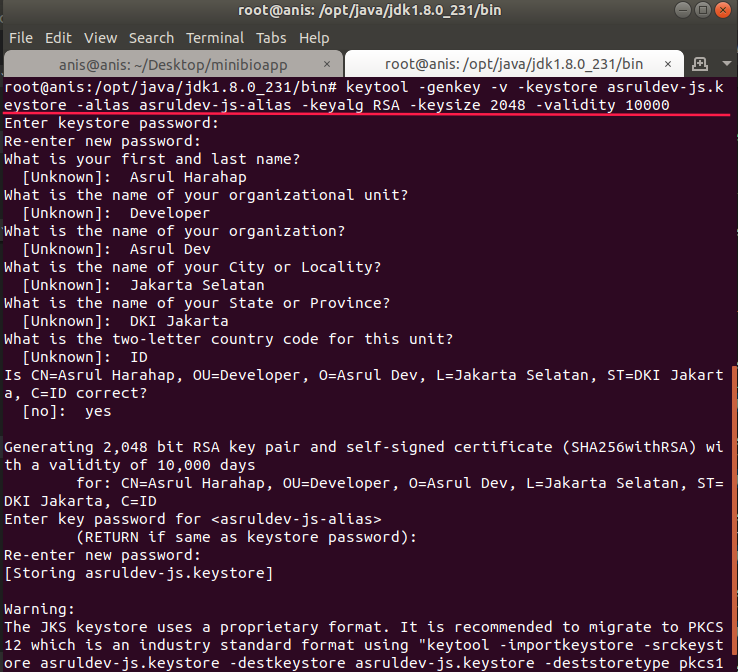 root@anis: /opt/java/jdk1.8.0_231/bin
File Edit View Search Terminal Tabs Help
anis@anis: ~/Desktop/minibioapp × root@anis: /opt/java/jdk1.8.0_231/bin ×
root@anis:/opt/java/jdk1.8.0_231/bin# keytool -genkey -v -keystore asruldev-js.k
eystore -alias asruldev-js-alias -keyalg RSA -keysize 2048 -validity 10000
Enter keystore password:
Re-enter new password:
What is your first and last name?
  [Unknown]:  Asrul Harahap
What is the name of your organizational unit?
  [Unknown]:  Developer
What is the name of your organization?
  [Unknown]:  Asrul Dev
What is the name of your City or Locality?
  [Unknown]:  Jakarta Selatan
What is the name of your State or Province?
  [Unknown]:  DKI Jakarta
What is the two-letter country code for this unit?
  [Unknown]:  ID
Is CN=Asrul Harahap, OU=Developer, O=Asrul Dev, L=Jakarta Selatan, ST=DKI Jakart
a, C=ID correct?
  [no]:  yes

Generating 2,048 bit RSA key pair and self-signed certificate (SHA256withRSA) wi
th a validity of 10,000 days
        for: CN=Asrul Harahap, OU=Developer, O=Asrul Dev, L=Jakarta Selatan, ST=
DKI Jakarta, C=ID
Enter key password for <asruldev-js-alias>
        (RETURN if same as keystore password):
Re-enter new password:
[Storing asruldev-js.keystore]

Warning:
The JKS keystore uses a proprietary format. It is recommended to migrate to PKCS
12 which is an industry standard format using "keytool -importkeystore -srckeyst
ore asruldev-js.keystore -destkeystore asruldev-js.keystore -deststoretype pkcs1